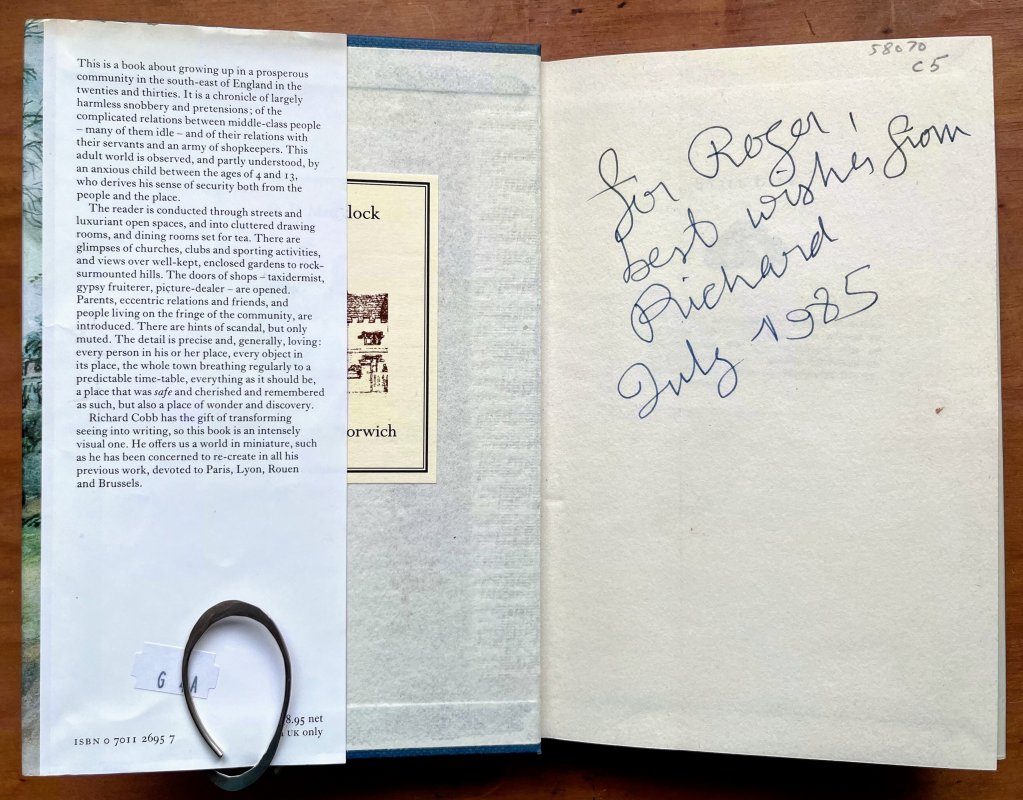 This is a book about growing up in a prosperous
community in the south-east of England in the
twenties and thirties. It is a chronicle of largely
harmless snobbery and pretensions; of the
complicated relations between middle-class people
– many of them idle – and of their relations with
their servants and an army of shopkeepers. This
adult world is observed, and partly understood, by
an anxious child between the ages of 4 and 13,
who derives his sense of security both from the
people and the place.
The reader is conducted through streets and
luxuriant open spaces, and into cluttered drawing
rooms, and dining rooms set for tea. There are
glimpses of churches, clubs and sporting activities,
and views over well-kept, enclosed gardens to rock-
surmounted hills. The doors of shops – taxidermist,
gypsy fruiterer, picture-dealer – are opened.
Parents, eccentric relations and friends, and
people living on the fringe of the community, are
introduced. There are hints of scandal, but only
muted. The detail is precise and, generally, loving:
every person in his or her place, every object in
its place, the whole town breathing regularly to a
predictable time-table, everything as it should be,
a place that was safe and cherished and remembered
as such, but also a place of wonder and discovery.
Richard Cobb has the gift of transforming
seeing into writing, so this book is an intensely
visual one. He offers us a world in miniature, such
as he has been concerned to re-create in all his
previous work, devoted to Paris, Lyon, Rouen
and Brussels.
G A
8.95 net
UK only
ISBN 0 7011 2695 7
lock
orwich
58070
C5
for Roger,
best wishes from
Richard
July 1985